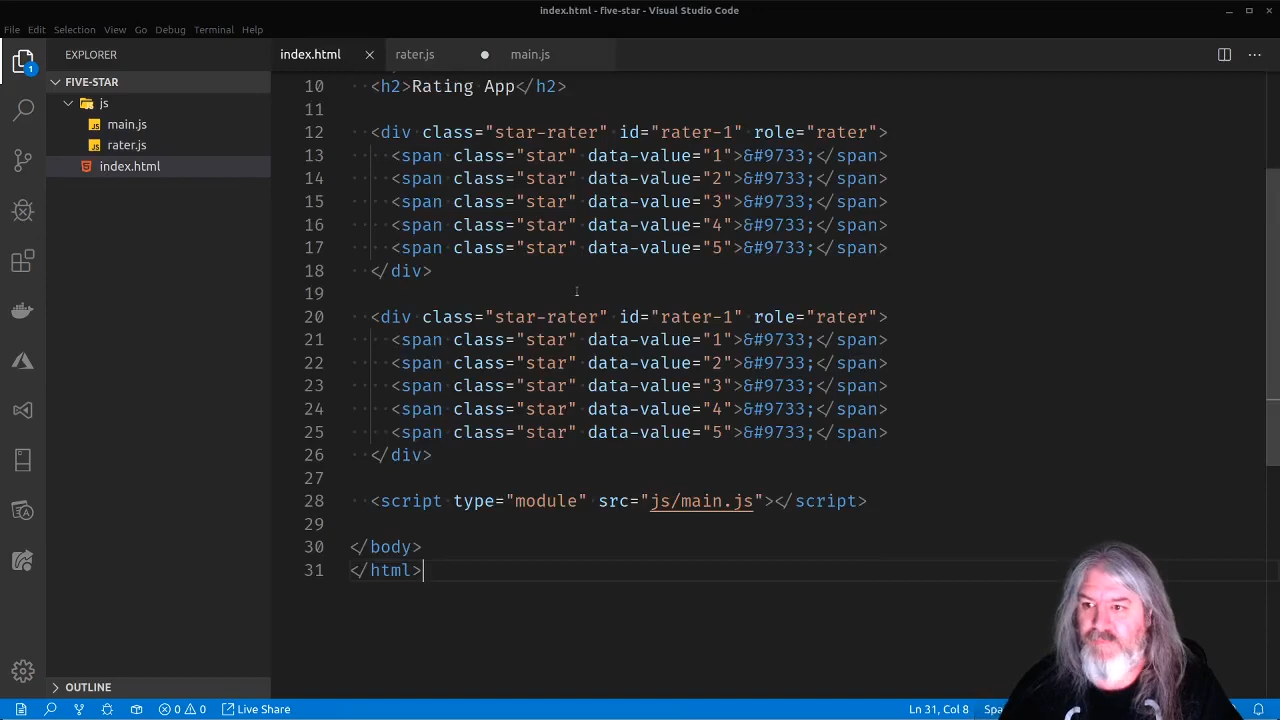 index.html - five-star - Visual Studio Code
File Edit Selection View Go Debug Terminal Help
EXPLORER
index.html
rater.js
main.js
FIVE-STAR
js
main.js
rater.js
index.html
1
10 <h2>Rating App</h2>
11
12 <div class="star-rater" id="rater-1" role="rater">
13 <span class="star" data-value="1">&#9733;</span>
14 <span class="star" data-value="2">&#9733;</span>
15 <span class="star" data-value="3">&#9733;</span>
16 <span class="star" data-value="4">&#9733;</span>
17 <span class="star" data-value="5">&#9733;</span>
18 </div>
19
20 <div class="star-rater" id="rater-1" role="rater">
21 <span class="star" data-value="1">&#9733;</span>
22 <span class="star" data-value="2">&#9733;</span>
23 <span class="star" data-value="3">&#9733;</span>
24 <span class="star" data-value="4">&#9733;</span>
25 <span class="star" data-value="5">&#9733;</span>
26 </div>
27
28 <script type="module" src="js/main.js"></script>
29
30 </body>
31 </html>
OUTLINE
0 0 Live Share
Ln 31, Col 8